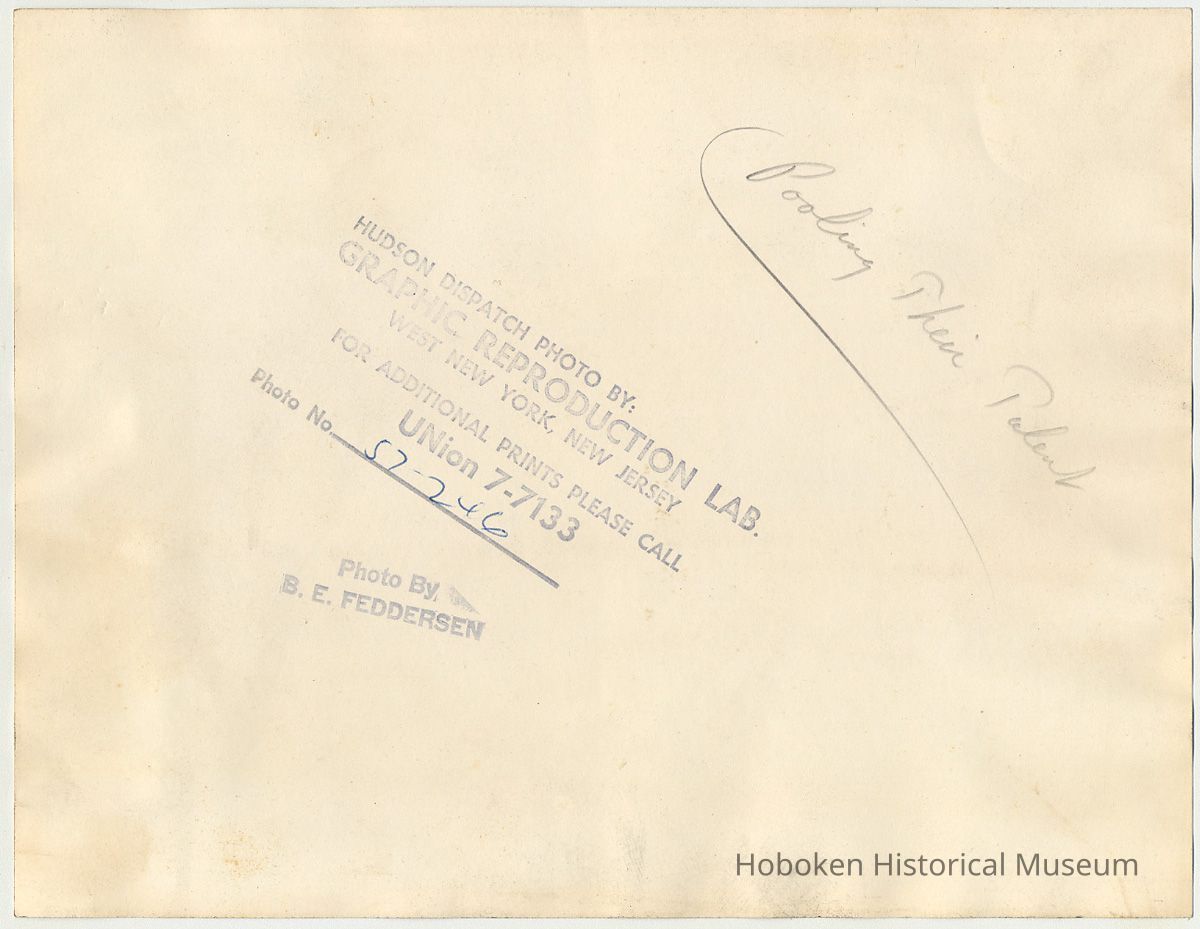 Pooling Their Talent
HUDSON DISPATCH PHOTO BY:
GRAPHIC REPRODUCTION LAB.
WEST NEW YORK, NEW JERSEY
FOR ADDITIONAL PRINTS PLEASE CALL
UNion 7-7133
Photo No. 57-246
Photo By
B. E. FEDDERSEN
Hoboken Historical Museum